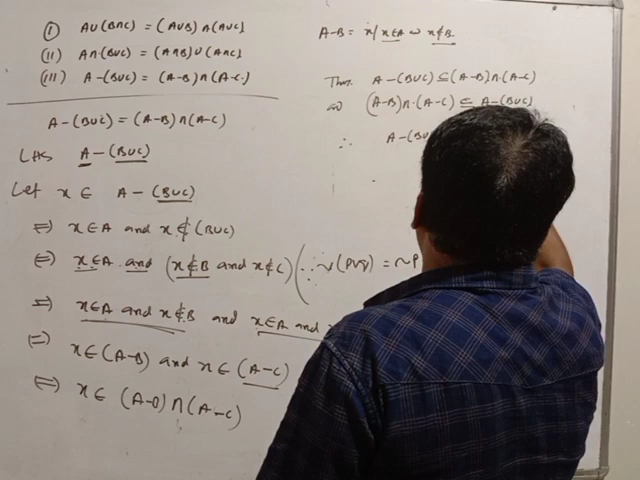 (i) A∪(B∩C) = (A∪B) ∩ (A∪C)
(ii) A∩(B∪C) = (A∩B) ∪ (A∩C)
(iii) A-(B∪C) = (A-B) ∩ (A-C)
A-(B∪C) = (A-B) ∩ (A-C)
LHS A-(B∪C)
Let x ∈ A-(B∪C)
⇔ x∈A and x∉(B∪C)
⇔ x∈A and (x∉B and x∉C) (∵ ~(P∨q) = ~P
⇔ x∈A and x∉B and x∈A and
⇔ x∈(A-B) and x∈(A-C)
⇔ x∈ (A-B) ∩ (A-C)
A-B = x/x∈A x∉B
Thus A-(B∪C) ⊆ (A-B)∩(A-C)
(A-B)∩(A-C) ⊆ A-(B∪C)
∴ A-(B∪